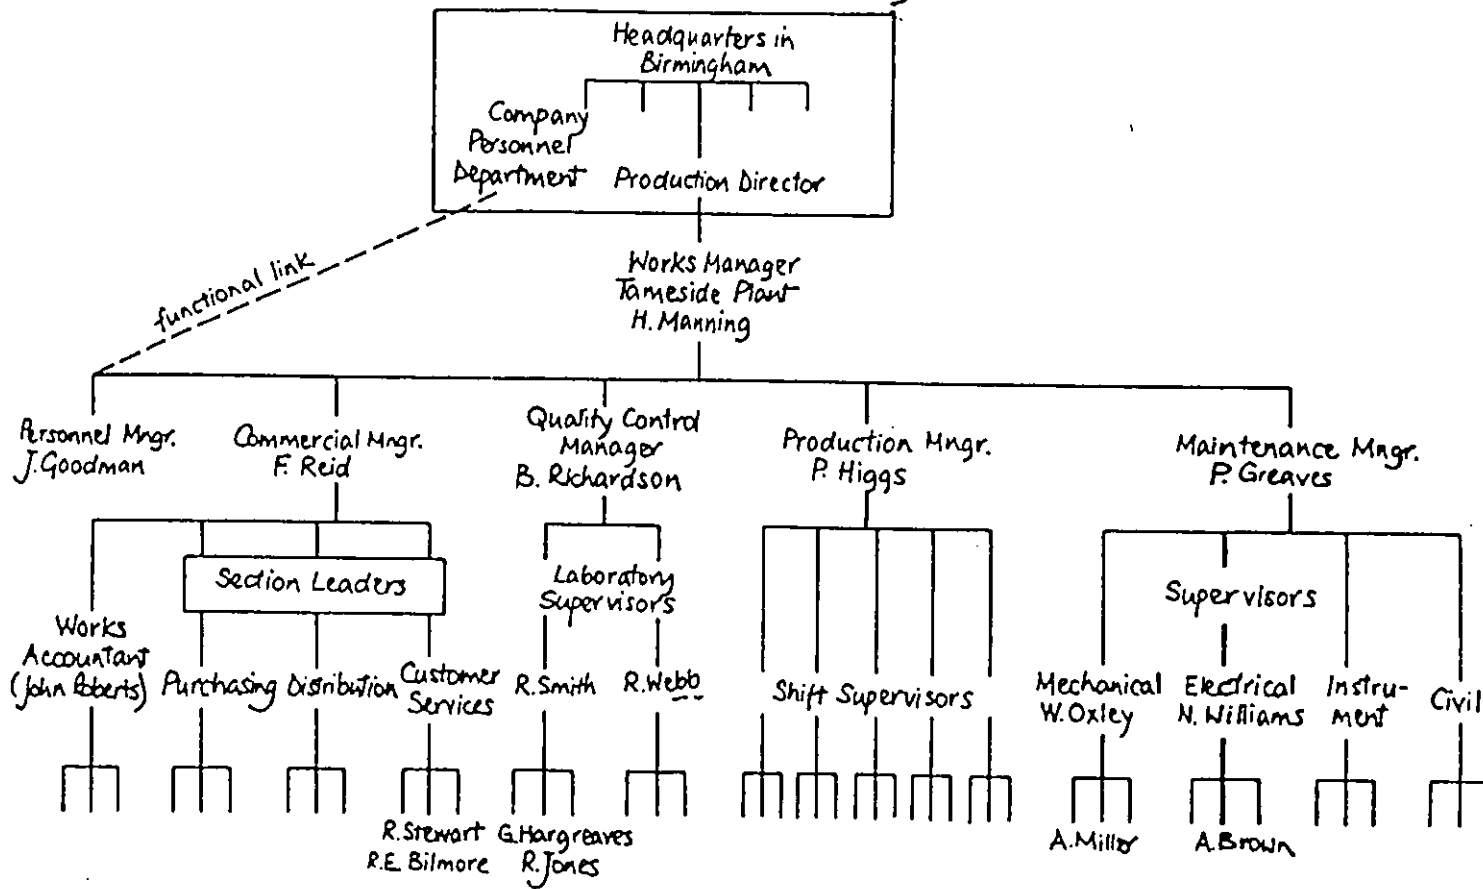 Headquarters in
Birmingham
Company
Personnel
Department
Production Director
functional link
Works Manager
Tameside Plant
H. Manning
Personnel Mngr.
J. Goodman
Commercial Mngr.
F. Reid
Quality Control
Manager
B. Richardson
Production Mngr.
P. Higgs
Maintenance Mngr.
P. Greaves
Section Leaders
Laboratory
Supervisors
Supervisors
Works
Accountant
(John Roberts)
Purchasing
Distribution
Customer
Services
R. Smith
R. Webb
Shift Supervisors
Mechanical
W. Oxley
Electrical
N. Williams
Instru-
ment
Civil
R. Stewart
R.E. Bilmore
G. Hargreaves
R. Jones
A. Miller
A. Brown